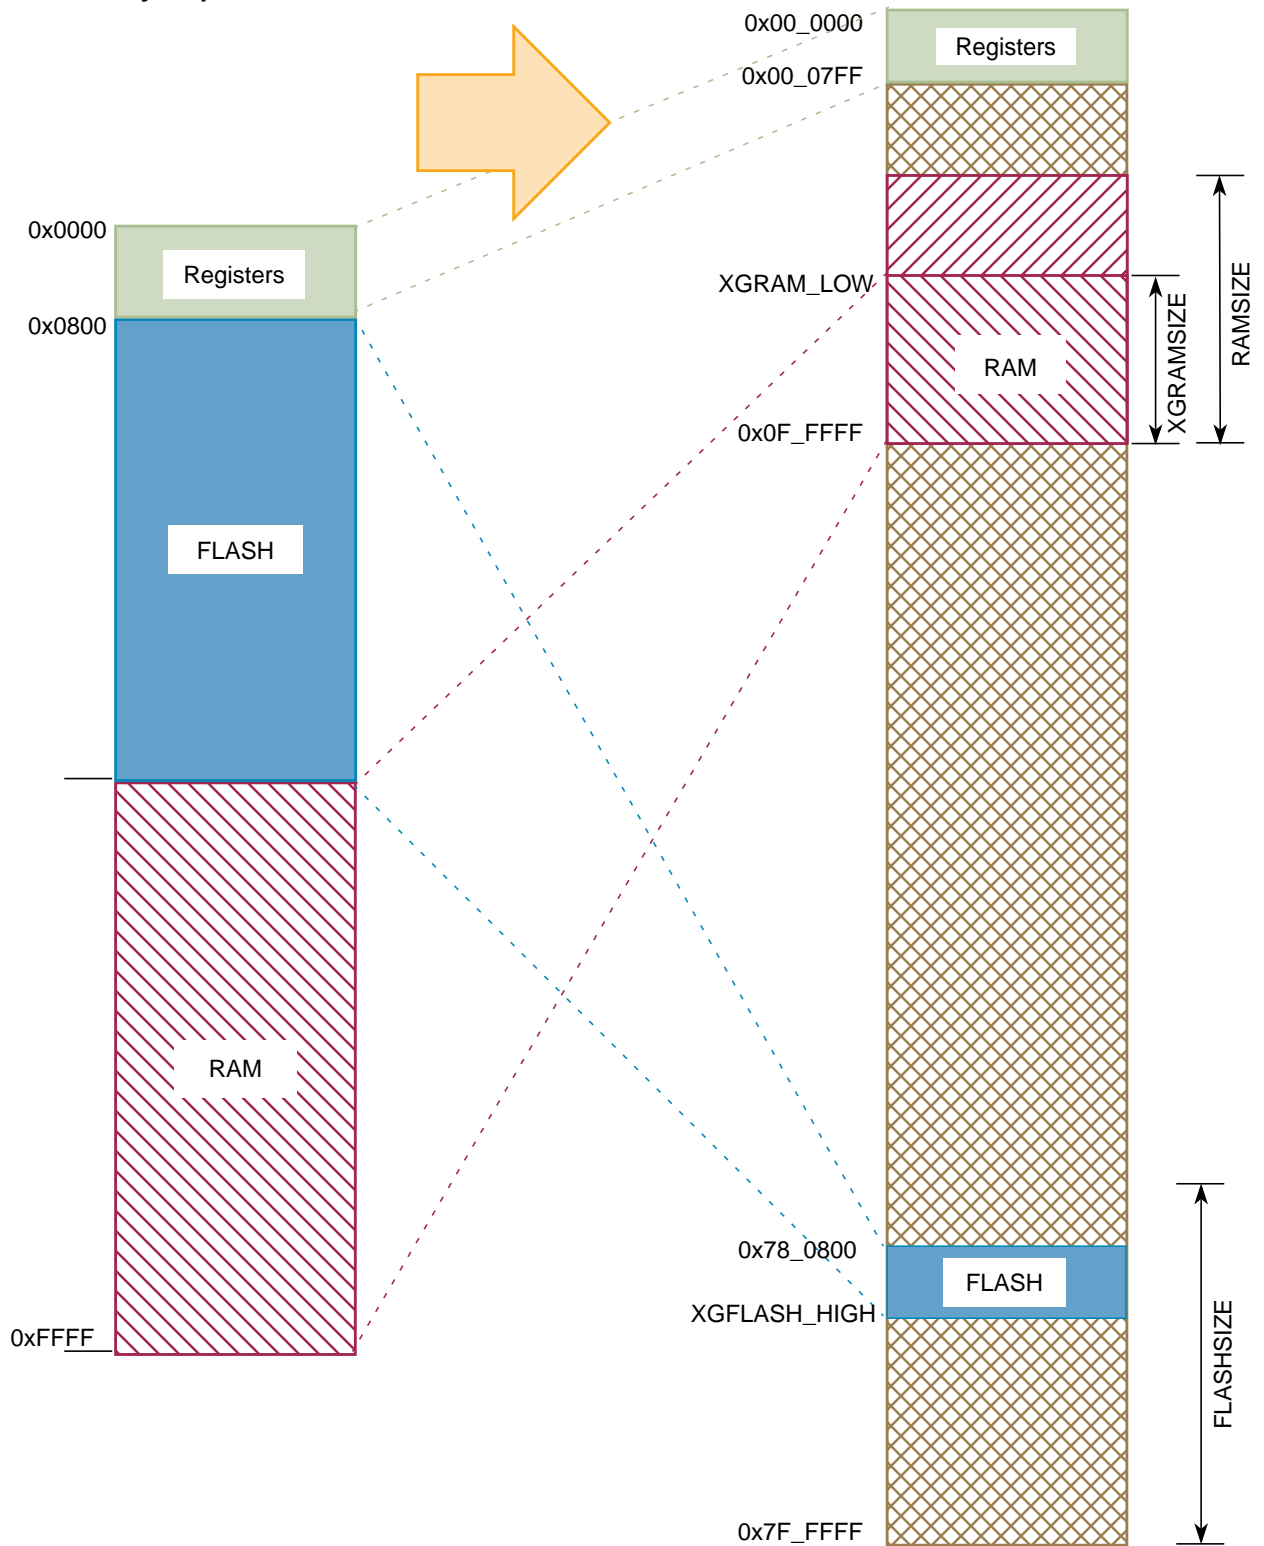 0x0000
Registers
0x0800
FLASH
RAM
0xFFFF
0x00_0000
Registers
0x00_07FF
XGRAM_LOW
RAM
0x0F_FFFF
XGRAMSIZE
RAMSIZE
0x78_0800
FLASH
XGFLASH_HIGH
FLASHSIZE
0x7F_FFFF